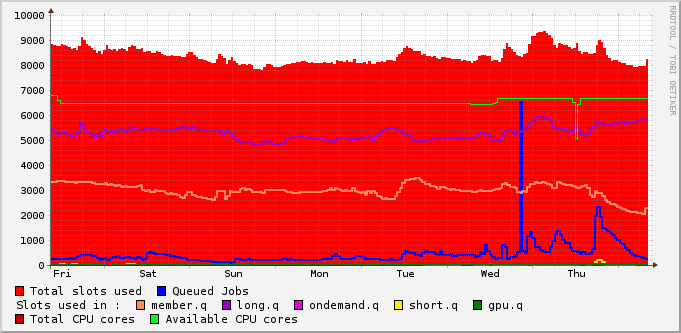 10000
9000
8000
7000
6000
5000
4000
3000
2000
1000
0
Fri Sat Sun Mon Tue Wed Thu
RRDTOOL / TOBI OETIKER
Total slots used Queued Jobs
Slots used in : member.q long.q ondemand.q short.q gpu.q
Total CPU cores Available CPU cores